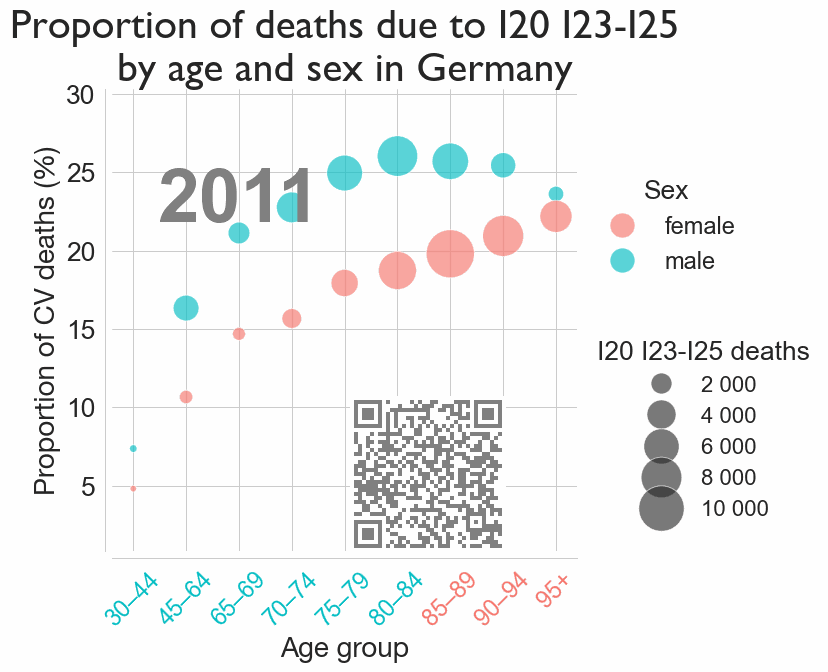 Proportion of deaths due to I20 I23-I25
by age and sex in Germany
2011
Proportion of CV deaths (%)
30
25
20
15
10
5
30–44
45–64
65–69
70–74
75–79
80–84
85–89
90–94
95+
Age group
Sex
female
male
I20 I23-I25 deaths
2 000
4 000
6 000
8 000
10 000